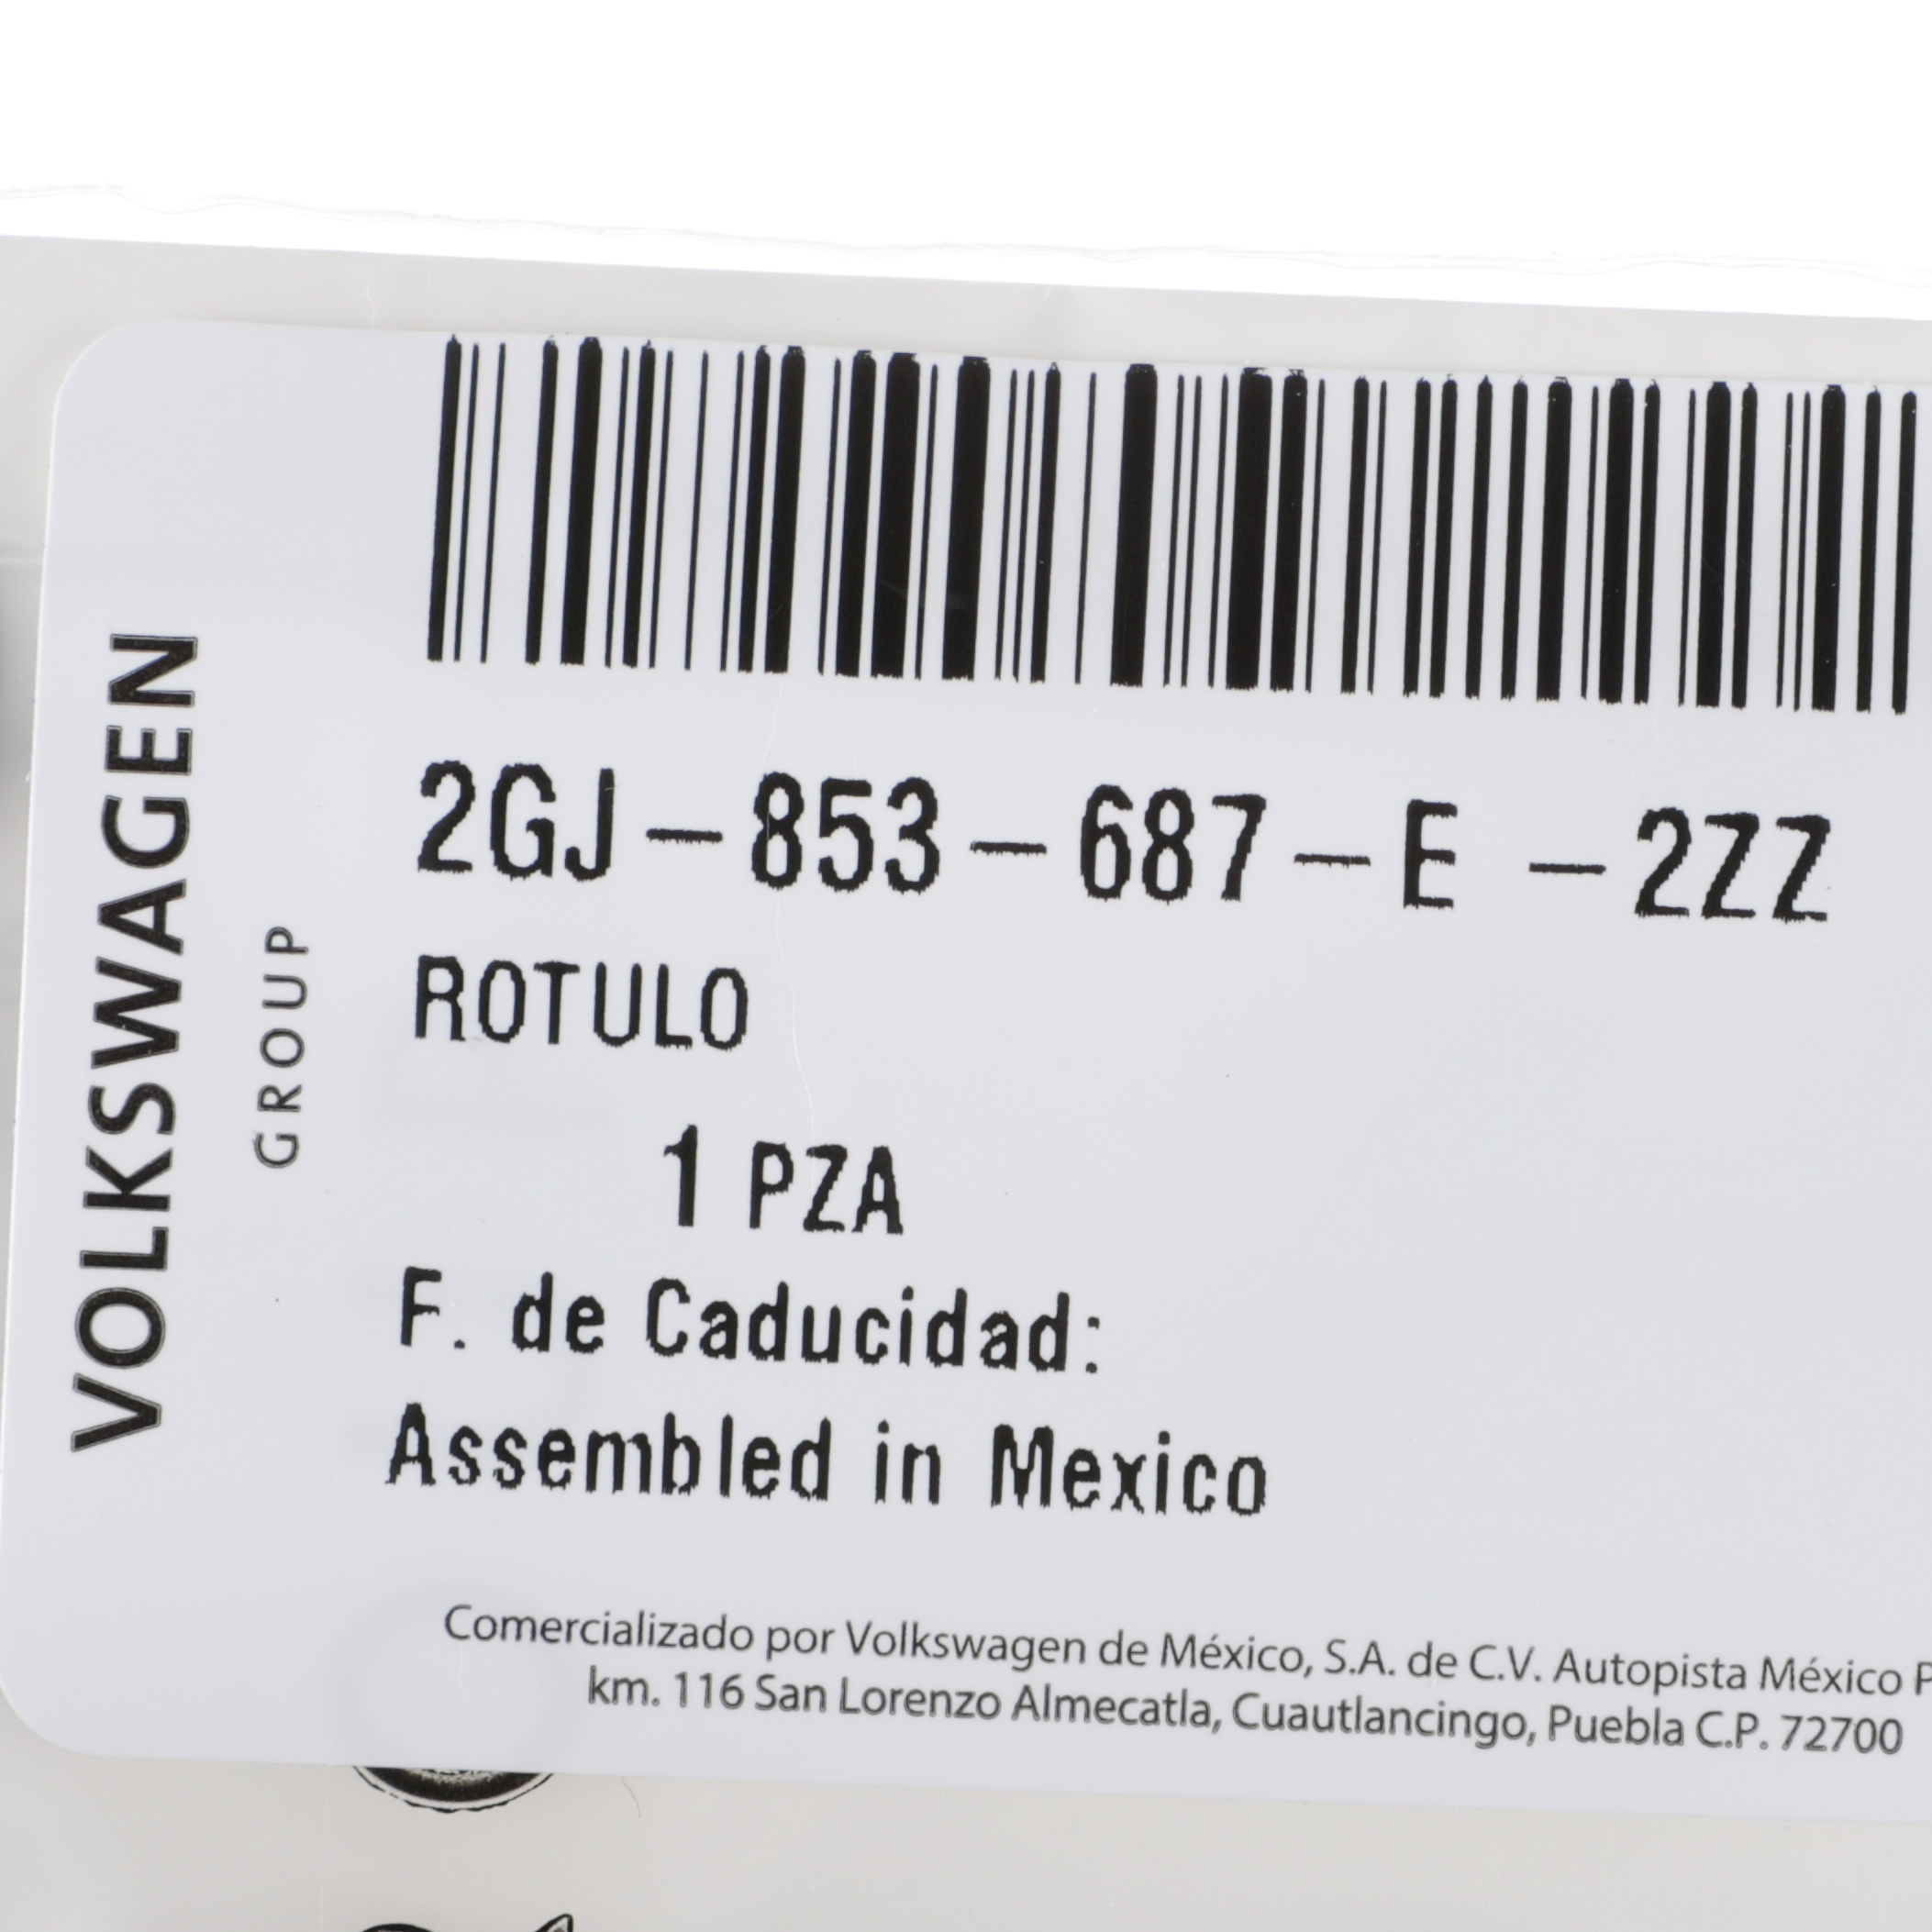 VOLKSWAGEN
GROUP
2GJ-853-687-E -2ZZ
ROTULO
1 PZA
F. de Caducidad:
Assembled in Mexico
Comercializado por Volkswagen de México, S.A. de C.V. Autopista México P
km. 116 San Lorenzo Almecatla, Cuautlancingo, Puebla C.P. 72700